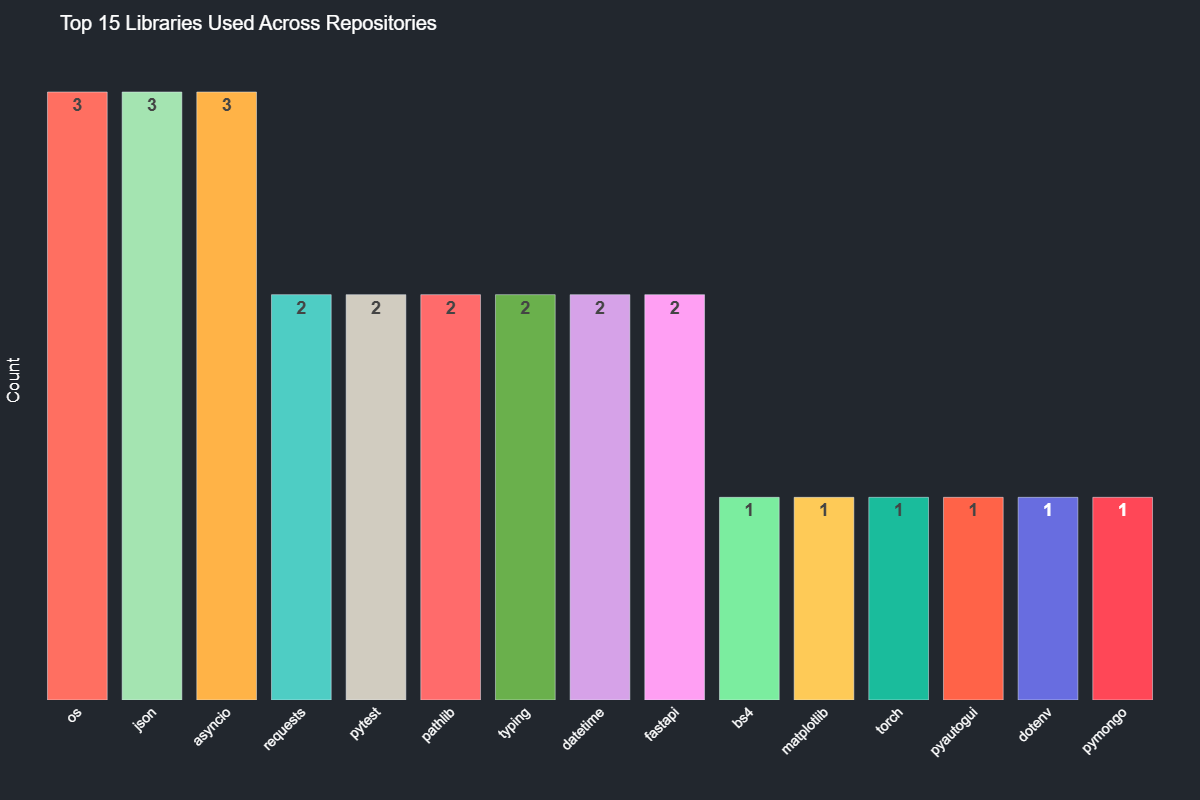 Top 15 Libraries Used Across Repositories
Count
3
3
3
2
2
2
2
2
2
1
1
1
1
1
1
os
json
asyncio
requests
pytest
pathlib
typing
datetime
fastapi
bs4
matplotlib
torch
pyautogui
dotenv
pymongo